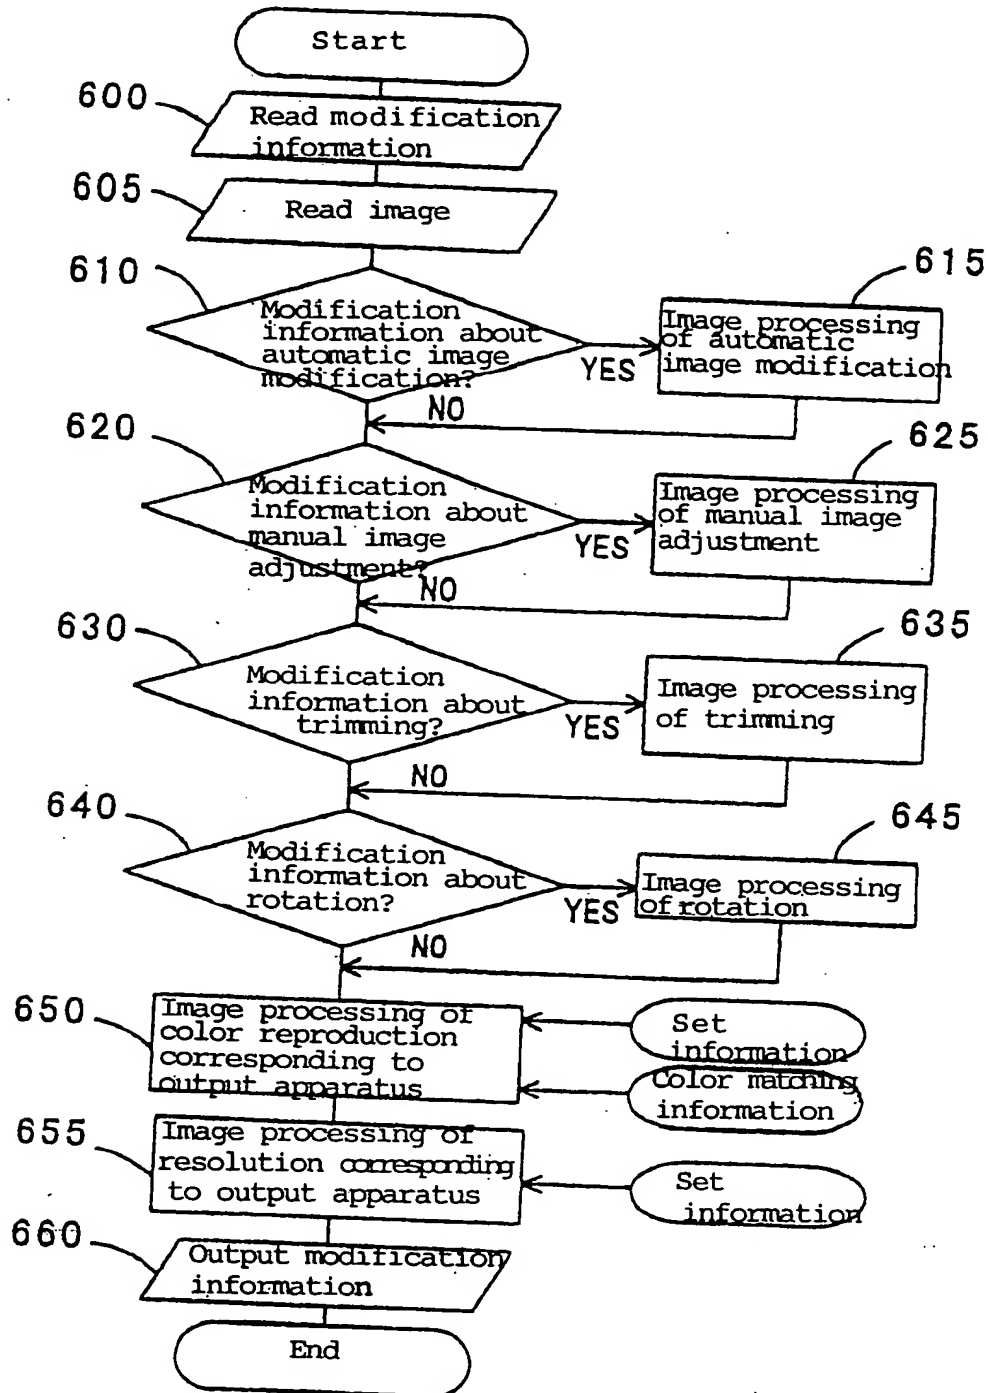 Start
600
Read modification
information
605
Read image
610
Modification
information about
automatic image
modification?
YES
615
Image processing
of automatic
image modification
NO
620
Modification
information about
manual image
adjustment?
YES
625
Image processing
of manual image
adjustment
NO
630
Modification
information about
trimming?
YES
635
Image processing
of trimming
NO
640
Modification
information about
rotation?
YES
645
Image processing
of rotation
NO
650
Image processing of
color reproduction
corresponding to
output apparatus
Set
information
Color matching
information
655
Image processing of
resolution corresponding
to output apparatus
Set
information
660
Output modification
information
End